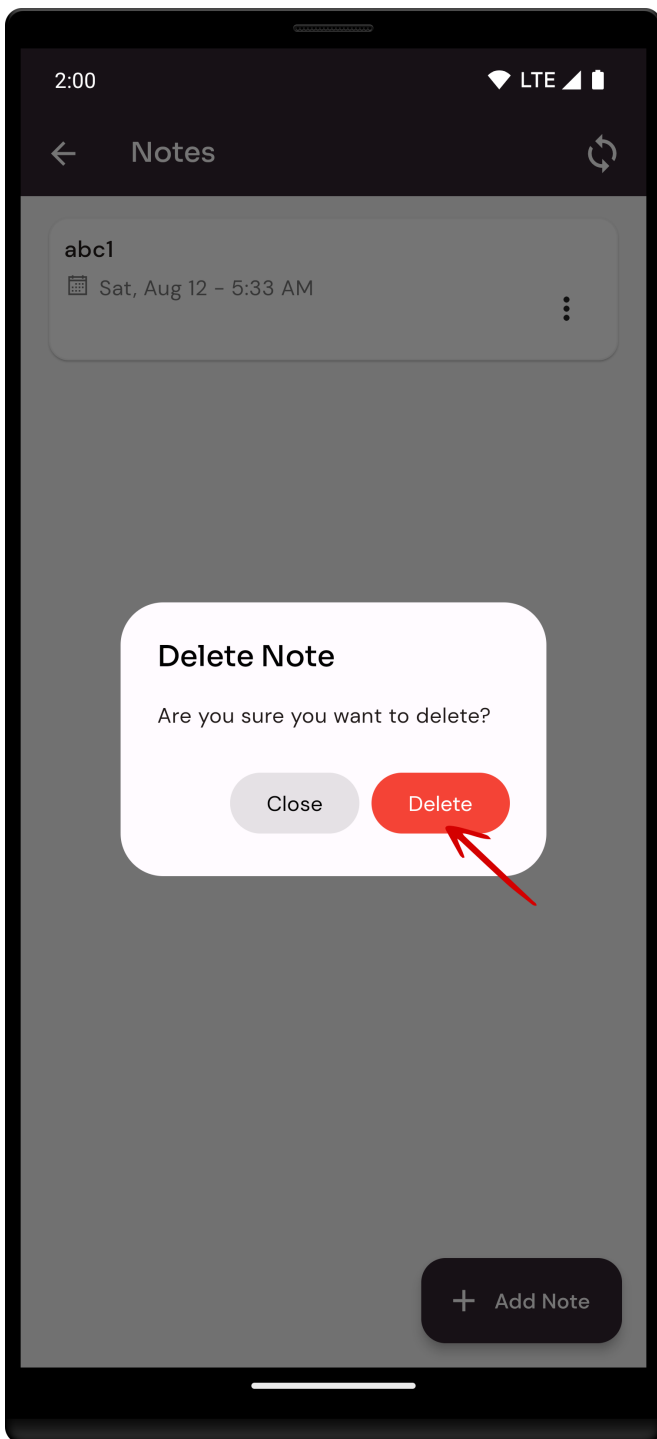 2:00 LTE
Notes
abc1
Sat, Aug 12 - 5:33 AM
Delete Note
Are you sure you want to delete?
Close Delete
Add Note